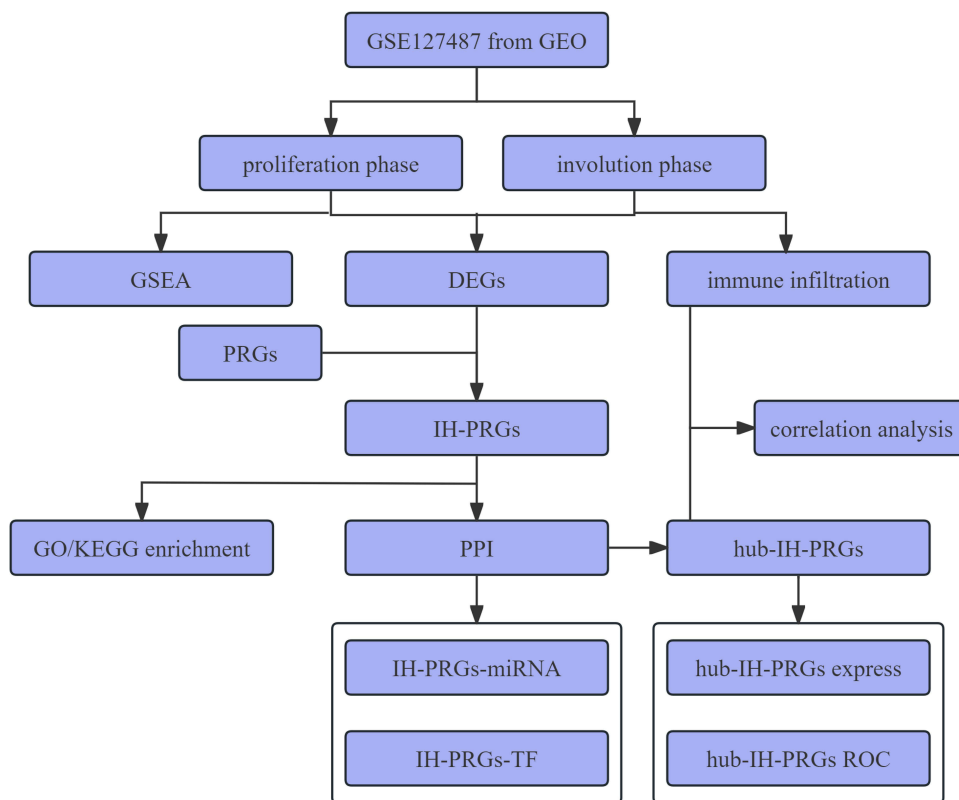 GSE127487 from GEO
proliferation phase
involution phase
GSEA
DEGs
immune infiltration
PRGs
IH-PRGs
correlation analysis
GO/KEGG enrichment
PPI
hub-IH-PRGs
IH-PRGs-miRNA
hub-IH-PRGs express
IH-PRGs-TF
hub-IH-PRGs ROC